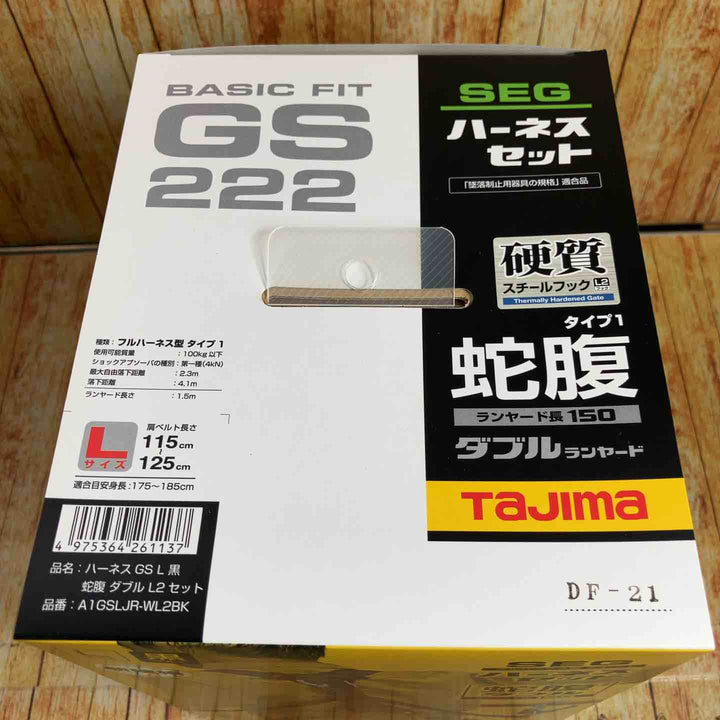 BASIC FIT
GS
222
SEG
ハーネス
セット
「墜落制止用器具の規格」適合品
硬質
スチールフック L2
Thermally Hardened Gate
タイプ1
蛇腹
ランヤード長150
ダブルランヤード
TAJIMA
DF-21
種類：フルハーネス型 タイプ1
使用可能質量：100kg以下
ショックアブソーバの種別：第一種(4kN)
最大自由落下距離：2.3m
落下距離：4.1m
ランヤード長さ：1.5m
L
サイズ
肩ベルト長さ
115cm
~
125cm
適合目安身長：175～185cm
4 975364 261137
品名：ハーネス GS L 黒
蛇腹 ダブル L2 セット
品番：A1GSLJR-WL2BK
SEG
ハーネスセット